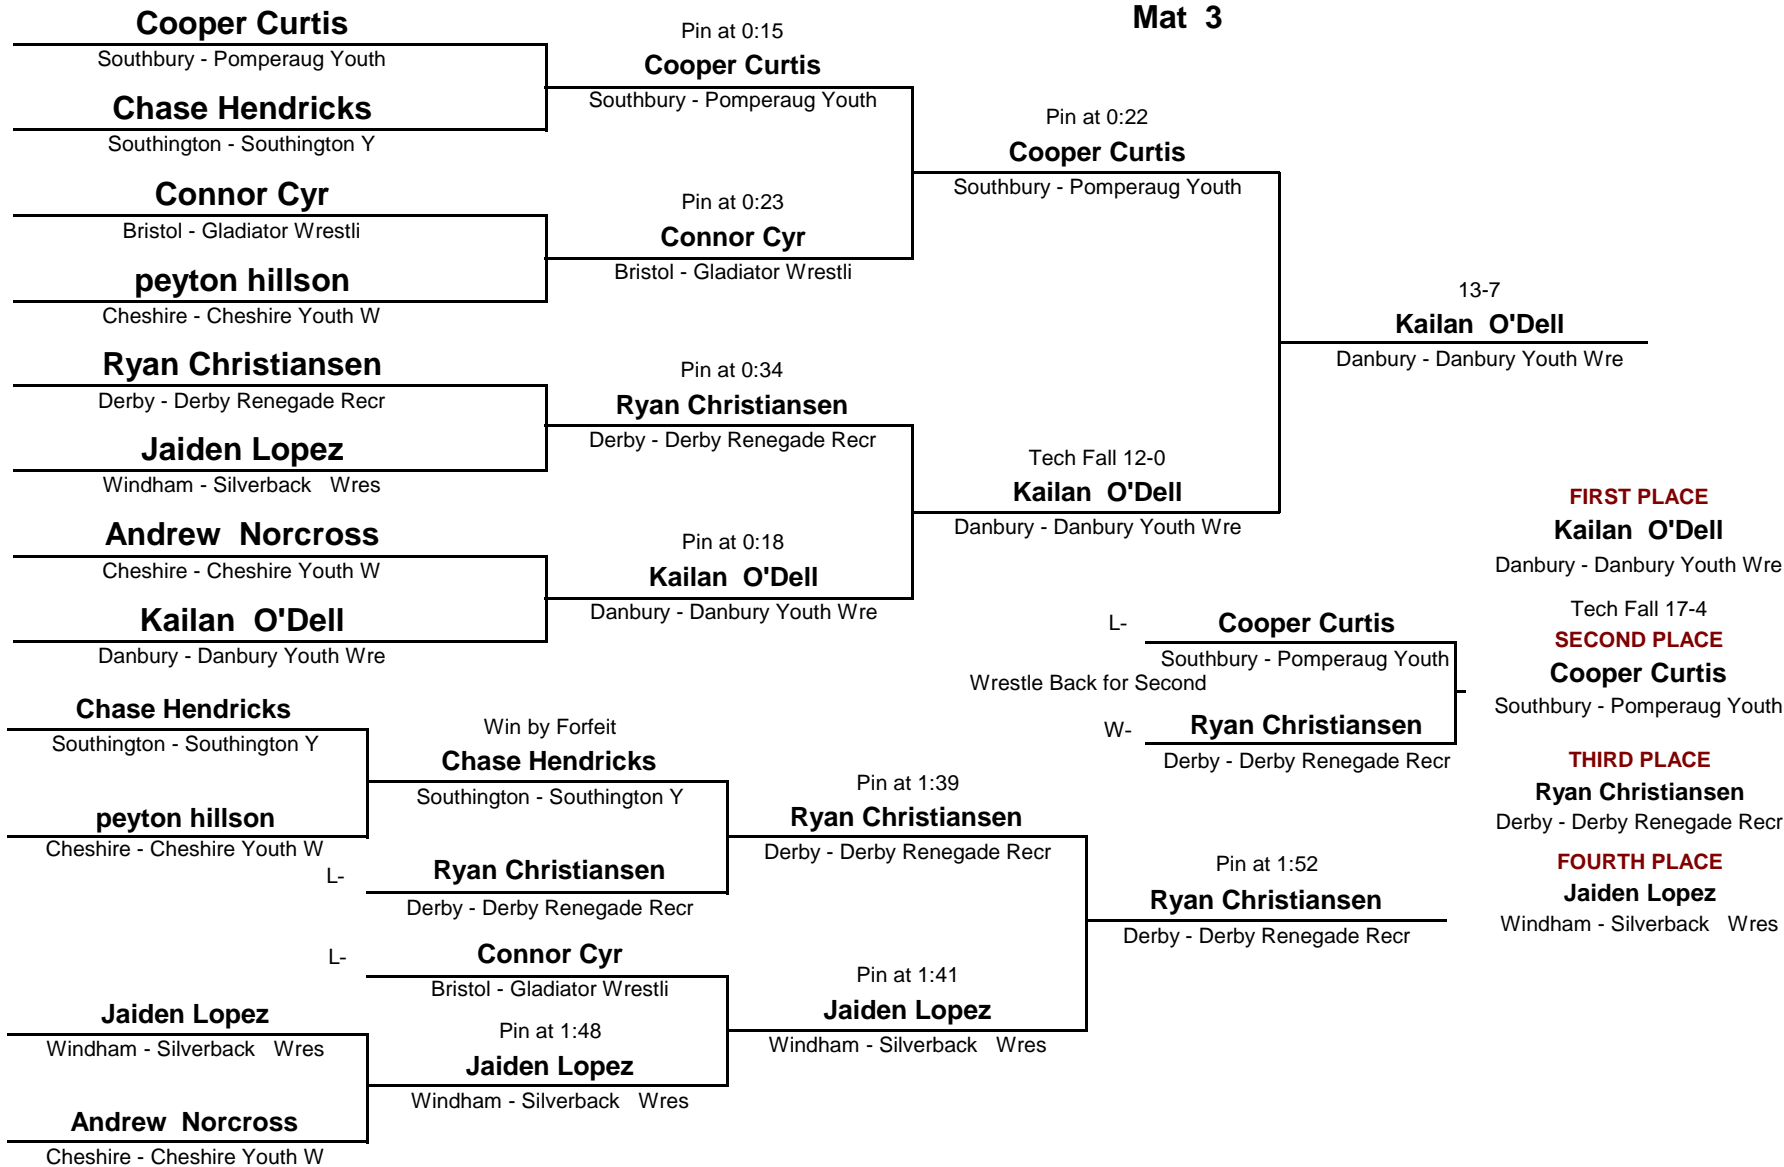 Mat  3
Cooper Curtis
Southbury - Pomperaug Youth
Chase Hendricks
Southington - Southington Y
Connor Cyr
Bristol - Gladiator Wrestli
peyton hillson
Cheshire - Cheshire Youth W
Ryan Christiansen
Derby - Derby Renegade Recr
Jaiden Lopez
Windham - Silverback   Wres
Andrew  Norcross
Cheshire - Cheshire Youth W
Kailan  O'Dell
Danbury - Danbury Youth Wre
Pin at 0:15
Cooper Curtis
Southbury - Pomperaug Youth
Pin at 0:23
Connor Cyr
Bristol - Gladiator Wrestli
Pin at 0:34
Ryan Christiansen
Derby - Derby Renegade Recr
Pin at 0:18
Kailan  O'Dell
Danbury - Danbury Youth Wre
Pin at 0:22
Cooper Curtis
Southbury - Pomperaug Youth
Tech Fall 12-0
Kailan  O'Dell
Danbury - Danbury Youth Wre
13-7
Kailan  O'Dell
Danbury - Danbury Youth Wre
Chase Hendricks
Southington - Southington Y
peyton hillson
Cheshire - Cheshire Youth W
Jaiden Lopez
Windham - Silverback   Wres
Andrew  Norcross
Cheshire - Cheshire Youth W
Win by Forfeit
Chase Hendricks
Southington - Southington Y
L-
Ryan Christiansen
Derby - Derby Renegade Recr
L-
Connor Cyr
Bristol - Gladiator Wrestli
Pin at 1:48
Jaiden Lopez
Windham - Silverback   Wres
Pin at 1:39
Ryan Christiansen
Derby - Derby Renegade Recr
Pin at 1:41
Jaiden Lopez
Windham - Silverback   Wres
Pin at 1:52
Ryan Christiansen
Derby - Derby Renegade Recr
L-
Cooper Curtis
Southbury - Pomperaug Youth
Wrestle Back for Second
W-
Ryan Christiansen
Derby - Derby Renegade Recr
FIRST PLACE
Kailan  O'Dell
Danbury - Danbury Youth Wre
Tech Fall 17-4
SECOND PLACE
Cooper Curtis
Southbury - Pomperaug Youth
THIRD PLACE
Ryan Christiansen
Derby - Derby Renegade Recr
FOURTH PLACE
Jaiden Lopez
Windham - Silverback   Wres